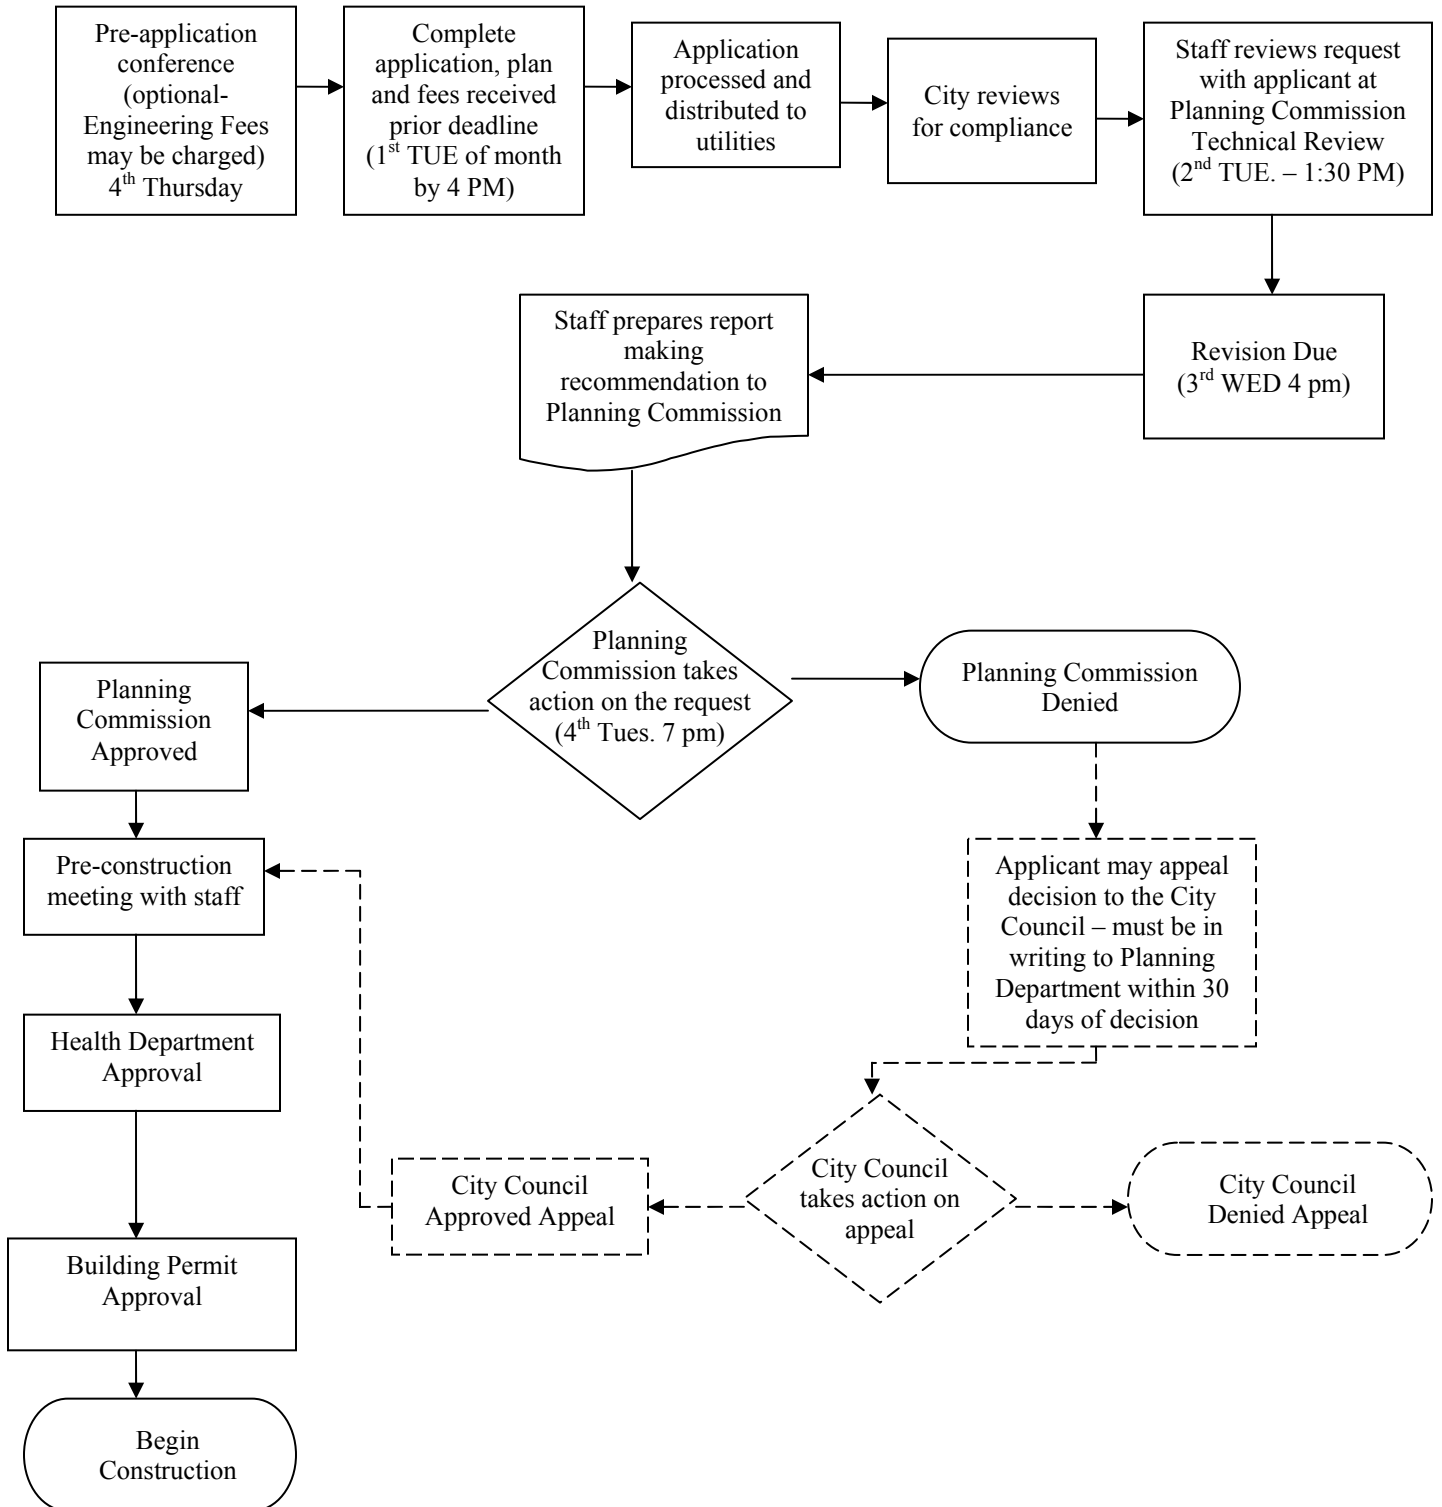 Pre-application
conference
(optional-
Engineering Fees
may be charged)
4th Thursday
Complete
application, plan
and fees received
prior deadline
(1st TUE of month
by 4 PM)
Application
processed and
distributed to
utilities
City reviews
for compliance
Staff reviews request
with applicant at
Planning Commission
Technical Review
(2nd TUE. – 1:30 PM)
Revision Due
(3rd WED 4 pm)
Staff prepares report
making
recommendation to
Planning Commission
Planning
Commission takes
action on the request
(4th Tues. 7 pm)
Planning Commission
Denied
Planning
Commission
Approved
Pre-construction
meeting with staff
Applicant may appeal
decision to the City
Council – must be in
writing to Planning
Department within 30
days of decision
Health Department
Approval
City Council
takes action on
appeal
City Council
Approved Appeal
City Council
Denied Appeal
Building Permit
Approval
Begin
Construction